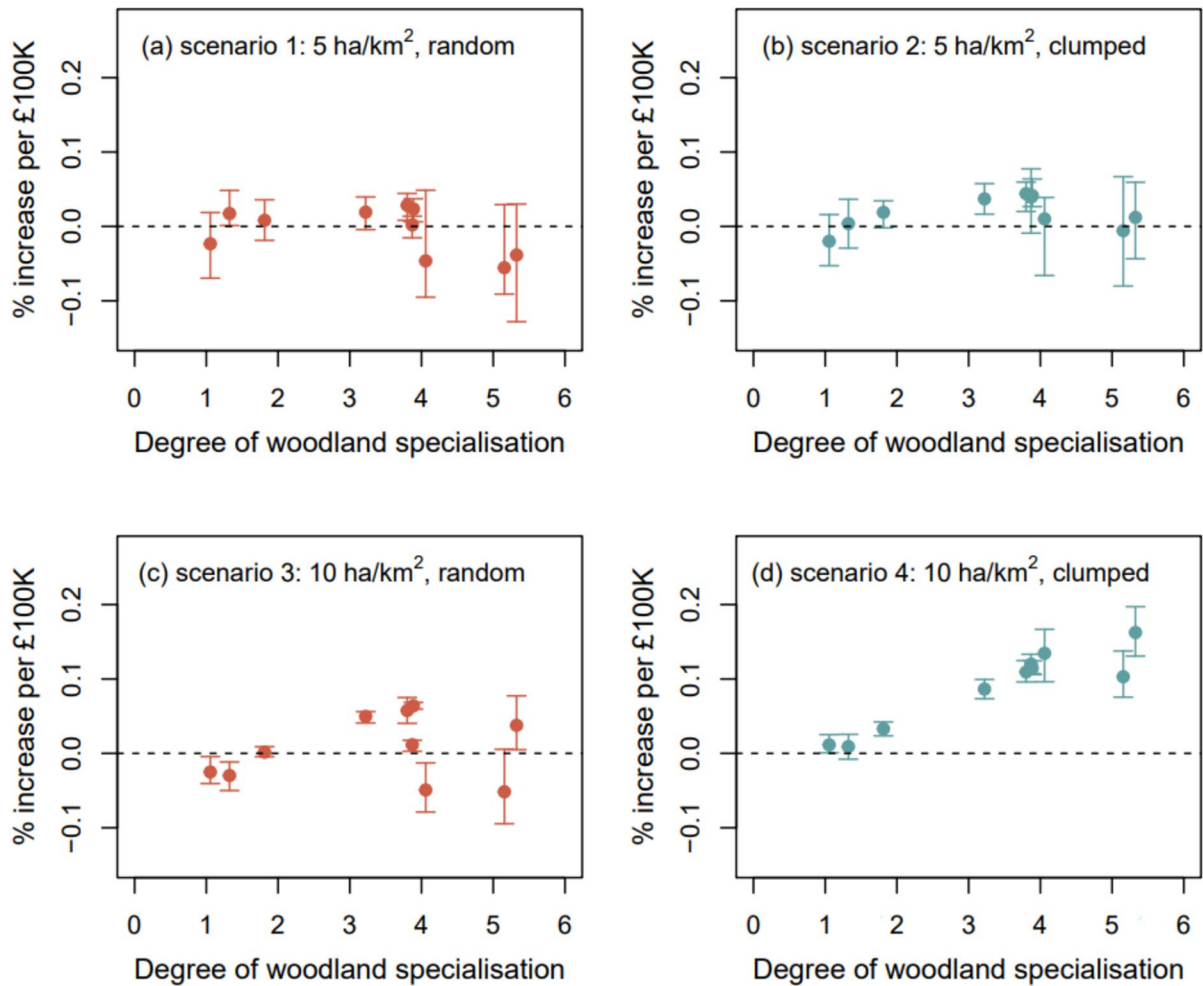 (a) scenario 1: 5 ha/km², random
% increase per £100K
0.2
0.1
0.0
−0.1
0 1 2 3 4 5 6
Degree of woodland specialisation
(b) scenario 2: 5 ha/km², clumped
% increase per £100K
0.2
0.1
0.0
−0.1
0 1 2 3 4 5 6
Degree of woodland specialisation
(c) scenario 3: 10 ha/km², random
% increase per £100K
0.2
0.1
0.0
−0.1
0 1 2 3 4 5 6
Degree of woodland specialisation
(d) scenario 4: 10 ha/km², clumped
% increase per £100K
0.2
0.1
0.0
−0.1
0 1 2 3 4 5 6
Degree of woodland specialisation